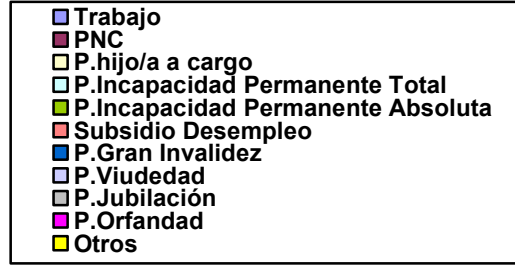 Trabajo
PNC
P.hijo/a a cargo
P.Incapacidad Permanente Total
P.Incapacidad Permanente Absoluta
Subsidio Desempleo
P.Gran Invalidez
P.Viudedad
P.Jubilación
P.Orfandad
Otros